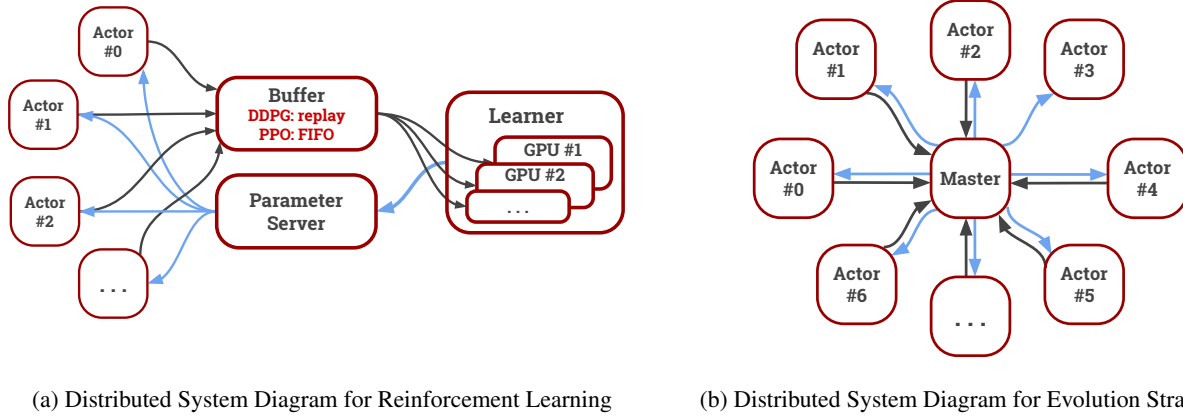 Actor
#0
Actor
#1
Actor
#2
. . .
Buffer
DDPG: replay
PPO: FIFO
Parameter
Server
Learner
GPU #1
GPU #2
. . .
(a) Distributed System Diagram for Reinforcement Learning
Actor
#0
Actor
#1
Actor
#2
Actor
#3
Actor
#4
Actor
#5
. . .
Actor
#6
Master
(b) Distributed System Diagram for Evolution Stra